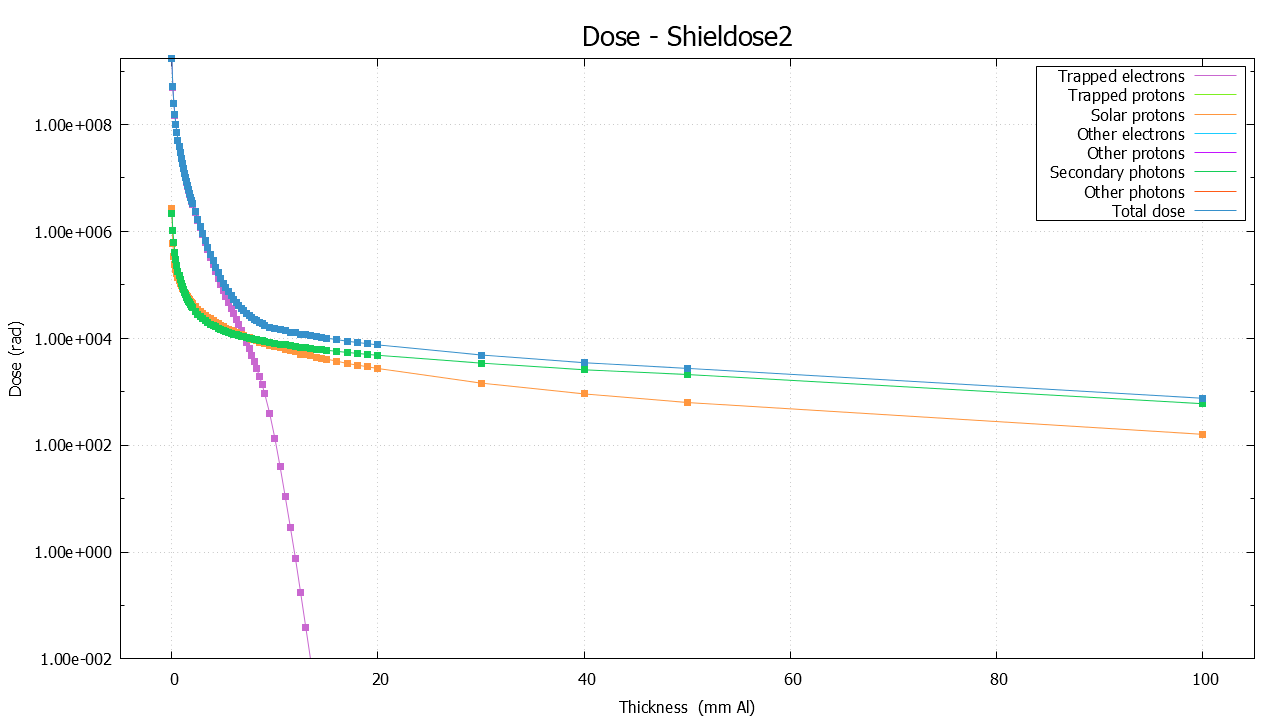 Dose - Shieldose2
Trapped electrons
Trapped protons
Solar protons
Other electrons
Other protons
Secondary photons
Other photons
Total dose
1.00e+008
1.00e+006
1.00e+004
1.00e+002
1.00e+000
1.00e-002
Dose (rad)
0 20 40 60 80 100
Thickness (mm Al)